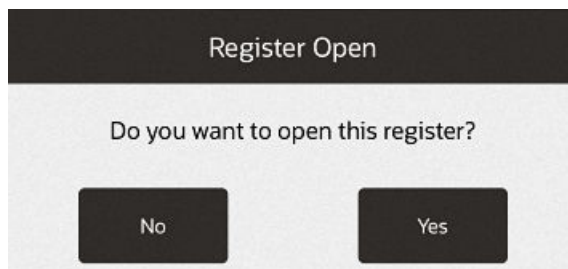 Register Open
Do you want to open this register?
No
Yes